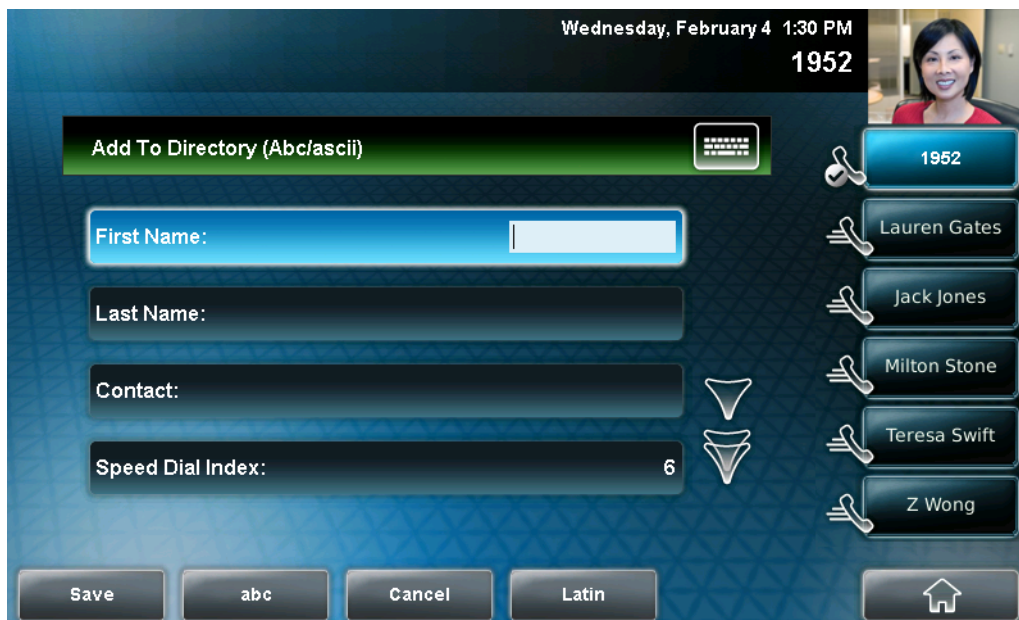 Wednesday, February 4 1:30 PM
1952
Add To Directory (Abc/ascii)
First Name:
Last Name:
Contact:
Speed Dial Index: 6
1952
Lauren Gates
Jack Jones
Milton Stone
Teresa Swift
Z Wong
Save abc Cancel Latin